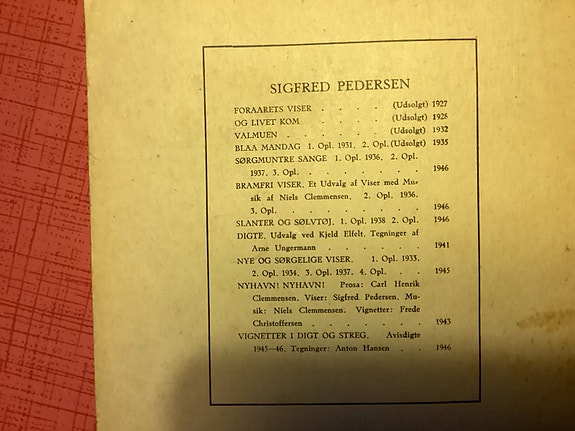 SIGFRED PEDERSEN
FORAARETS VISER . . . . (Udsolgt) 1927
OG LIVET KOM . . . . . (Udsolgt) 1928
VALMUEN . . . . . . (Udsolgt) 1932
BLAA MANDAG 1. Opl. 1931, 2. Opl. (Udsolgt) 1935
SØRGMUNTRE SANGE 1. Opl. 1936, 2. Opl.
1937, 3. Opl. . . . . . . . . 1946
BRAMFRI VISER, Et Udvalg af Viser med Mu-
sik af Niels Clemmensen, 2. Opl. 1936,
3. Opl. . . . . . . . . . 1946
SLANTER OG SØLVTØJ, 1. Opl. 1938 2. Opl. 1946
DIGTE, Udvalg ved Kjeld Elfelt, Tegninger af
Arne Ungermann . . . . . . 1941
NYE OG SØRGELIGE VISER, 1. Opl. 1933,
2. Opl. 1934, 3. Opl. 1937, 4. Opl. . . 1945
NYHAVN! NYHAVN! Prosa: Carl Henrik
Clemmensen, Viser: Sigfred Pedersen, Mu-
sik: Niels Clemmensen, Vignetter: Frede
Christoffersen . . . . . . . 1943
VIGNETTER I DIGT OG STREG, Avisdigte
1945—46, Tegninger: Anton Hansen . . 1946